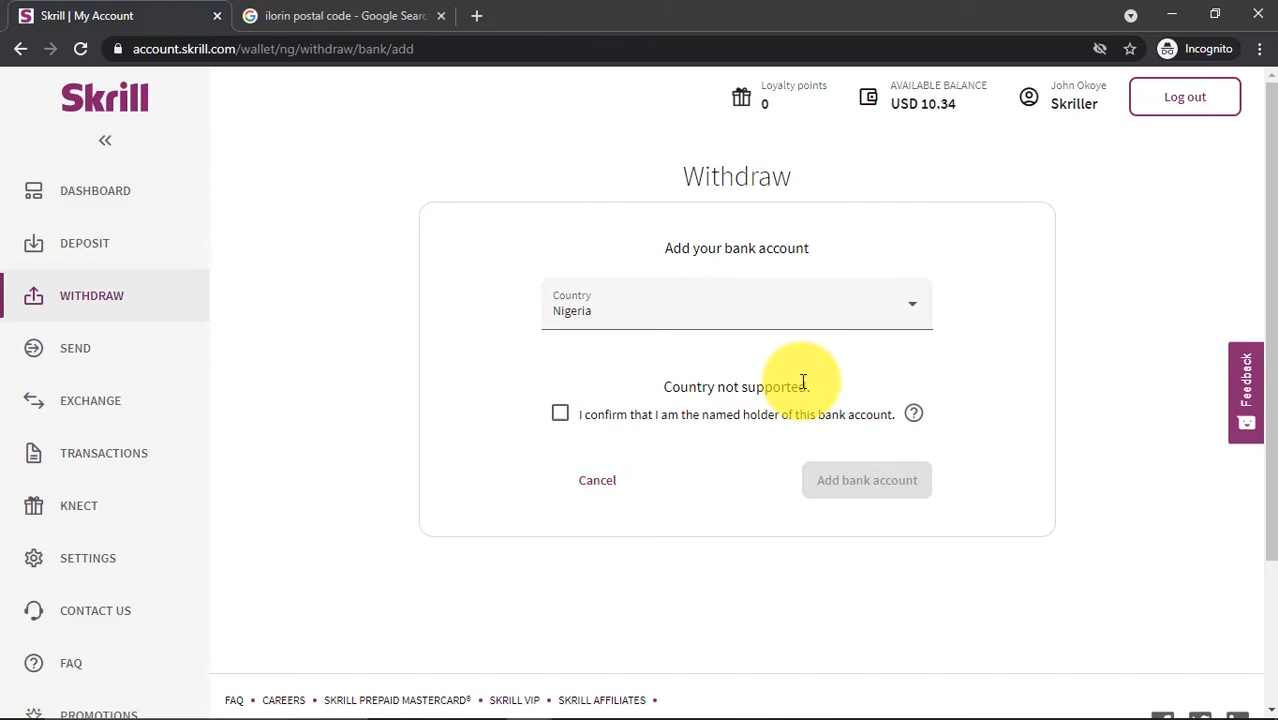 Skrill | My Account
ilorin postal code - Google Searc
account.skrill.com/wallet/ng/withdraw/bank/add
Incognito
Skrill
Loyalty points
0
AVAILABLE BALANCE
USD 10.34
John Okoye
Skriller
Log out
DASHBOARD
DEPOSIT
WITHDRAW
SEND
EXCHANGE
TRANSACTIONS
KNECT
SETTINGS
CONTACT US
FAQ
PROMOTIONS
Withdraw
Add your bank account
Country
Nigeria
Country not supported.
I confirm that I am the named holder of this bank account.
Cancel
Add bank account
Feedback
FAQ • CAREERS • SKRILL PREPAID MASTERCARD® • SKRILL VIP • SKRILL AFFILIATES •